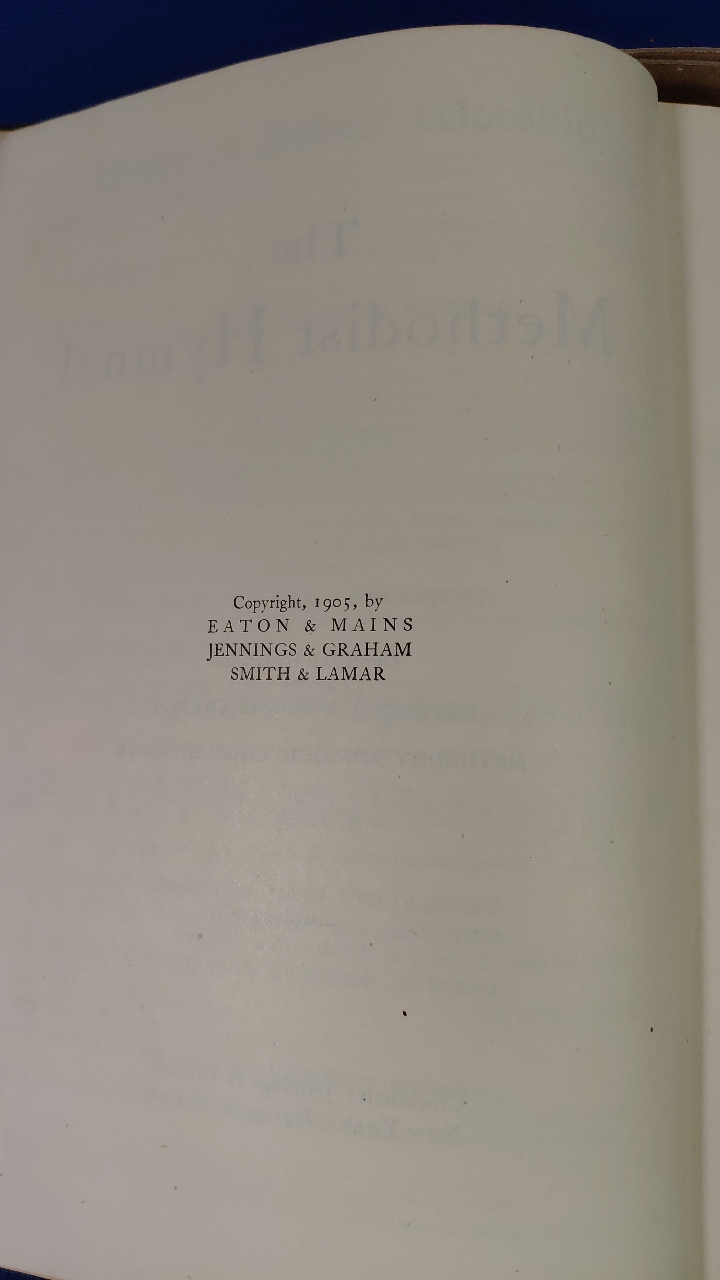 Copyright, 1905, by
EATON & MAINS
JENNINGS & GRAHAM
SMITH & LAMAR